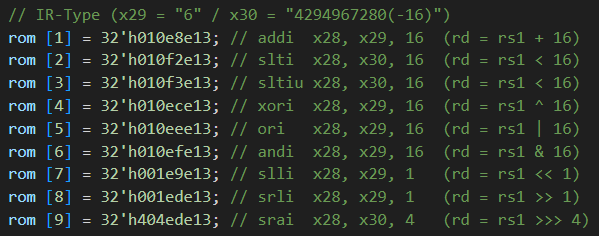 // IR-Type (x29 = "6" / x30 = "4294967280(-16)")
rom [1] = 32'h010e8e13; // addi  x28, x29, 16  (rd = rs1 + 16)
rom [2] = 32'h010f2e13; // slti  x28, x30, 16  (rd = rs1 < 16)
rom [3] = 32'h010f3e13; // sltiu x28, x30, 16  (rd = rs1 < 16)
rom [4] = 32'h010ece13; // xori  x28, x29, 16  (rd = rs1 ^ 16)
rom [5] = 32'h010eee13; // ori   x28, x29, 16  (rd = rs1 | 16)
rom [6] = 32'h010efe13; // andi  x28, x29, 16  (rd = rs1 & 16)
rom [7] = 32'h001e9e13; // slli  x28, x29, 1   (rd = rs1 << 1)
rom [8] = 32'h001ede13; // srli  x28, x29, 1   (rd = rs1 >> 1)
rom [9] = 32'h404ede13; // srai  x28, x30, 4   (rd = rs1 >>> 4)